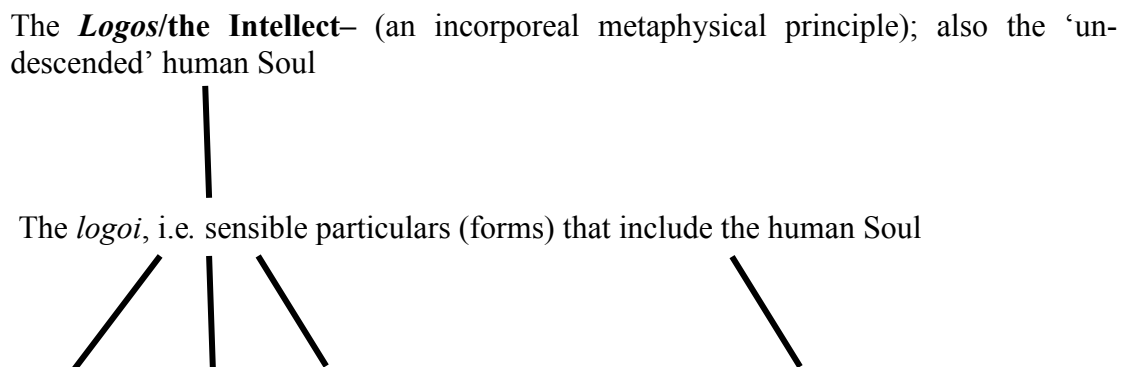 The Logos/the Intellect– (an incorporeal metaphysical principle); also the ‘un-
descended’ human Soul
The logoi, i.e. sensible particulars (forms) that include the human Soul